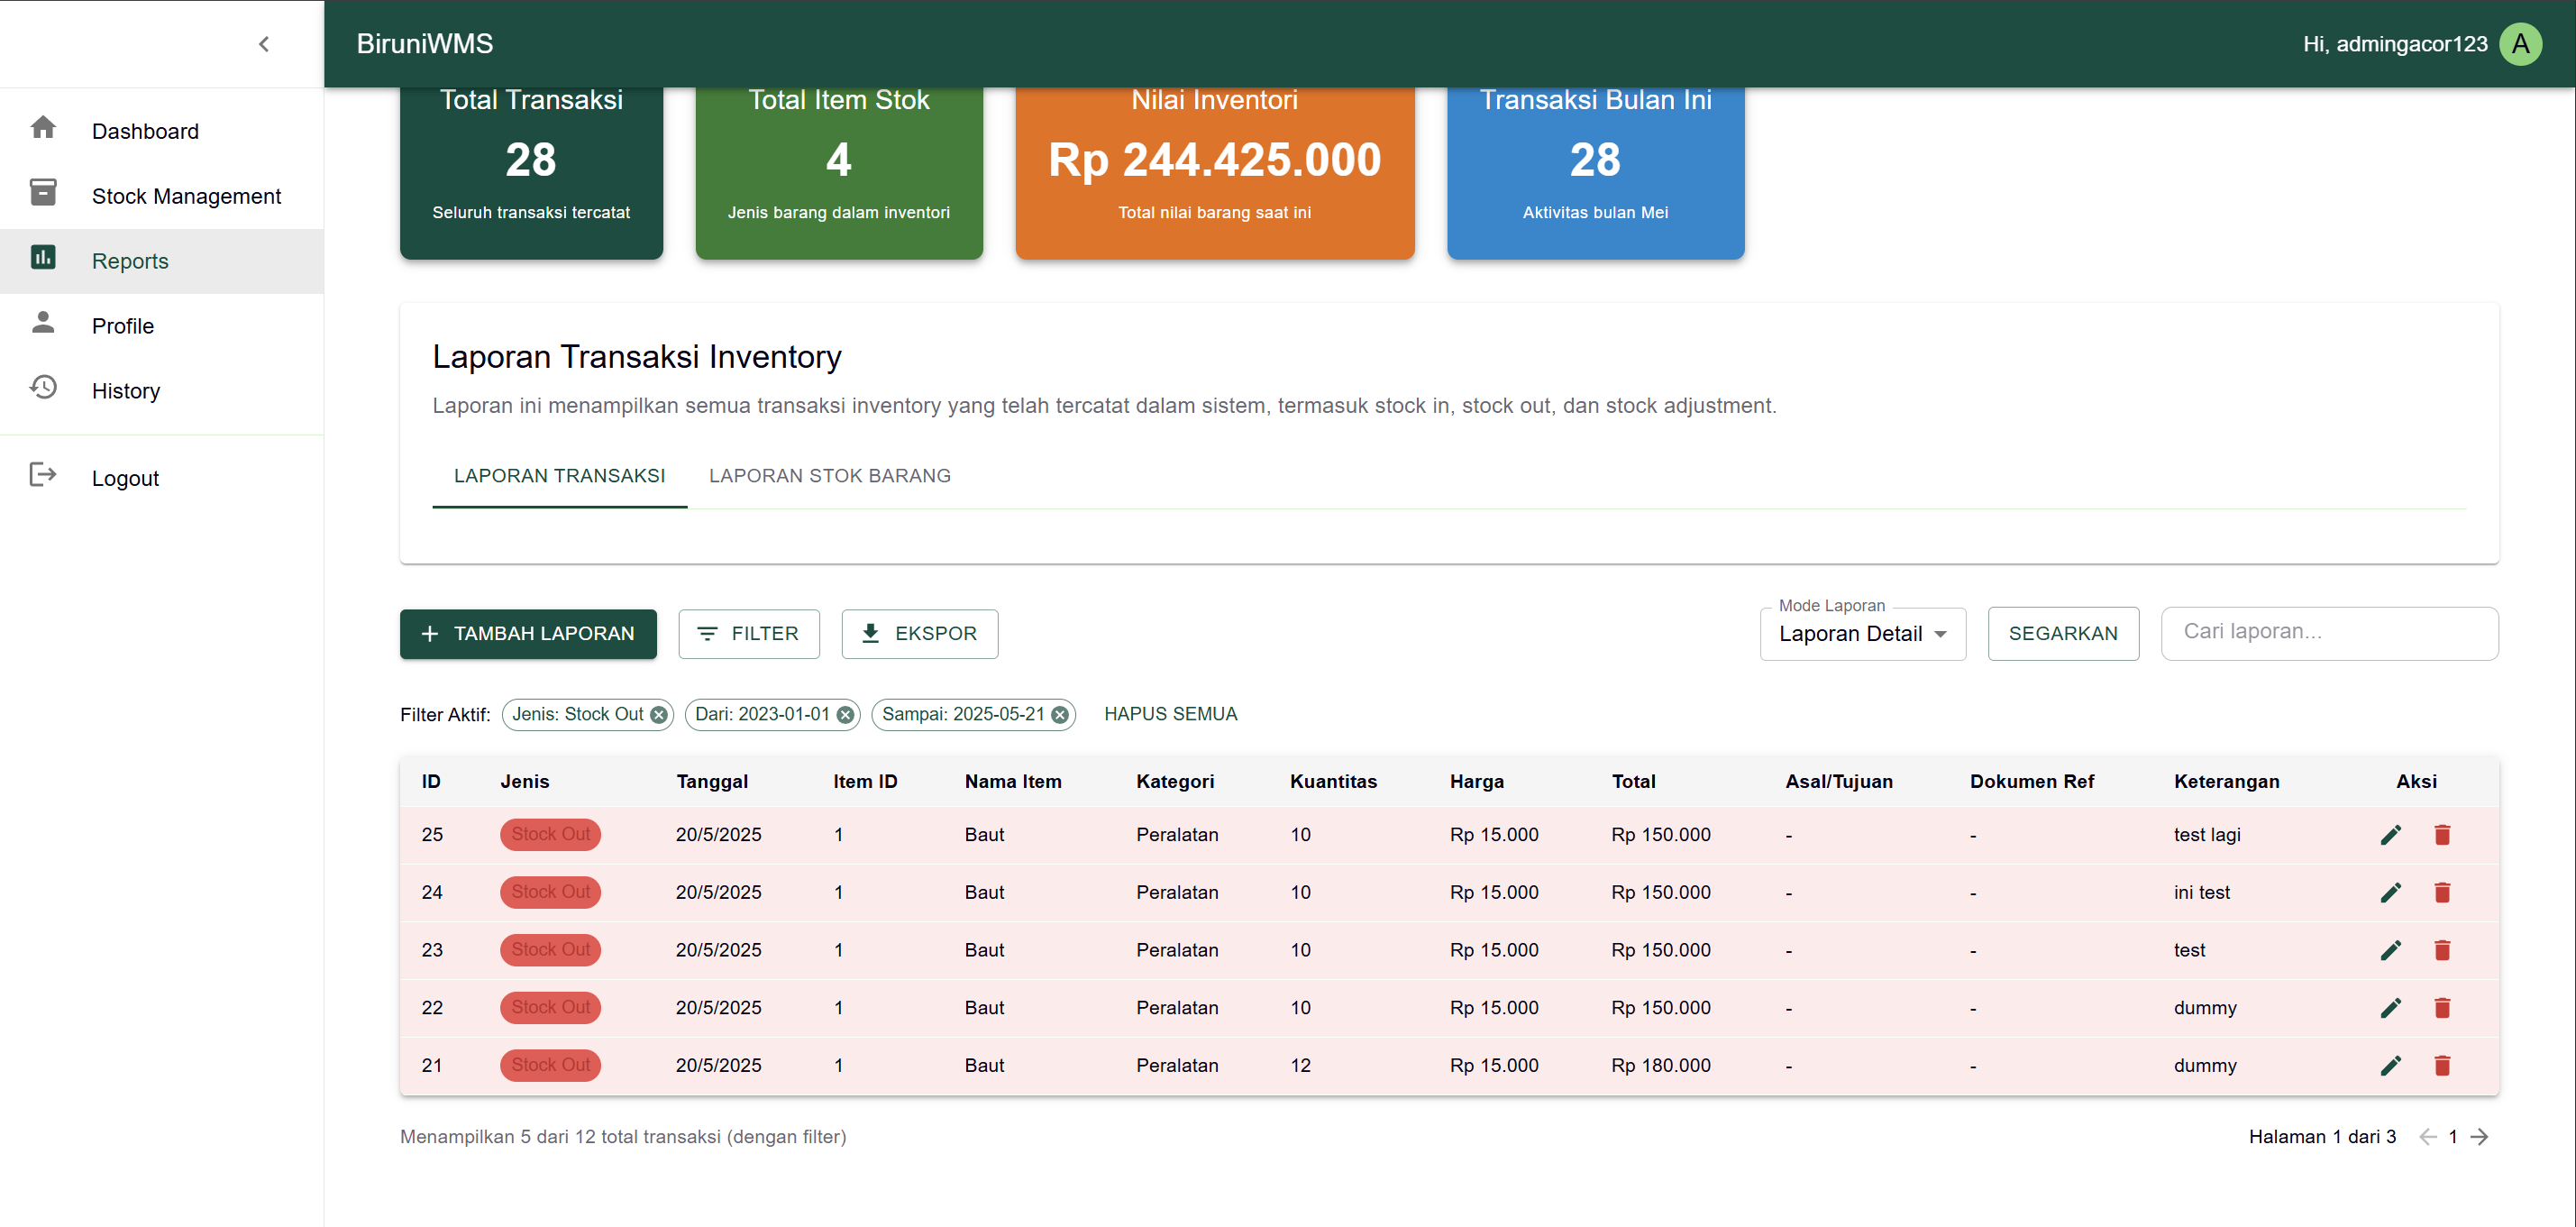 BiruniWMS
Hi, admingacor123
A
Dashboard
Stock Management
Reports
Profile
History
Logout
Total Transaksi
28
Seluruh transaksi tercatat
Total Item Stok
4
Jenis barang dalam inventori
Nilai Inventori
Rp 244.425.000
Total nilai barang saat ini
Transaksi Bulan Ini
28
Aktivitas bulan Mei
Laporan Transaksi Inventory
Laporan ini menampilkan semua transaksi inventory yang telah tercatat dalam sistem, termasuk stock in, stock out, dan stock adjustment.
LAPORAN TRANSAKSI LAPORAN STOK BARANG
TAMBAH LAPORAN FILTER EKSPOR
Mode Laporan
Laporan Detail SEGARKAN Cari laporan...
Filter Aktif: Jenis: Stock Out Dari: 2023-01-01 Sampai: 2025-05-21 HAPUS SEMUA
ID Jenis Tanggal Item ID Nama Item Kategori Kuantitas Harga Total Asal/Tujuan Dokumen Ref Keterangan Aksi
25 Stock Out 20/5/2025 1 Baut Peralatan 10 Rp 15.000 Rp 150.000 - - test lagi
24 Stock Out 20/5/2025 1 Baut Peralatan 10 Rp 15.000 Rp 150.000 - - ini test
23 Stock Out 20/5/2025 1 Baut Peralatan 10 Rp 15.000 Rp 150.000 - - test
22 Stock Out 20/5/2025 1 Baut Peralatan 10 Rp 15.000 Rp 150.000 - - dummy
21 Stock Out 20/5/2025 1 Baut Peralatan 12 Rp 15.000 Rp 180.000 - - dummy
Menampilkan 5 dari 12 total transaksi (dengan filter)
Halaman 1 dari 3 1